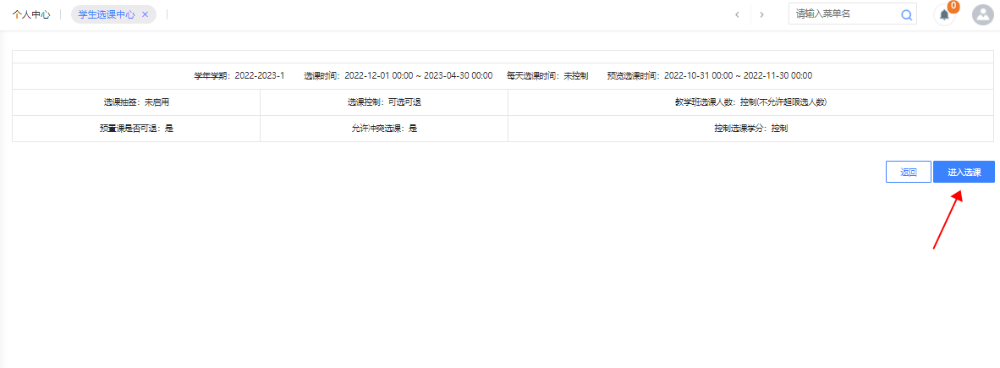 个人中心 学生选课中心 × ‹ › 请输入菜单名 0
学年学期：2022-2023-1 选课时间：2022-12-01 00:00 ~ 2023-04-30 00:00 每天选课时间：未控制 预览选课时间：2022-10-31 00:00 ~ 2022-11-30 00:00
选课抽签：未启用 选课控制：可选可退 教学班选课人数：控制(不允许超限选人数)
预置课是否可退：是 允许冲突选课：是 控制选课学分：控制
返回 进入选课